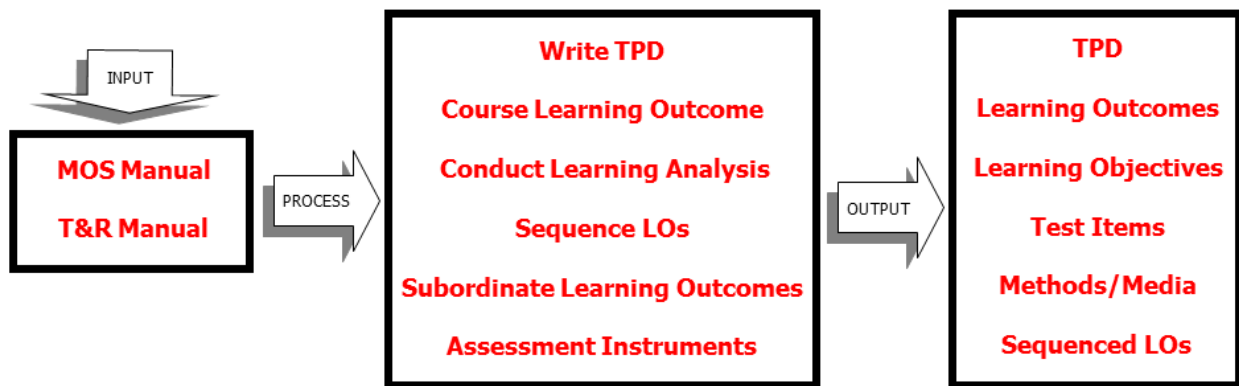 INPUT
MOS Manual
T&R Manual
PROCESS
Write TPD
Course Learning Outcome
Conduct Learning Analysis
Sequence LOs
Subordinate Learning Outcomes
Assessment Instruments
OUTPUT
TPD
Learning Outcomes
Learning Objectives
Test Items
Methods/Media
Sequenced LOs